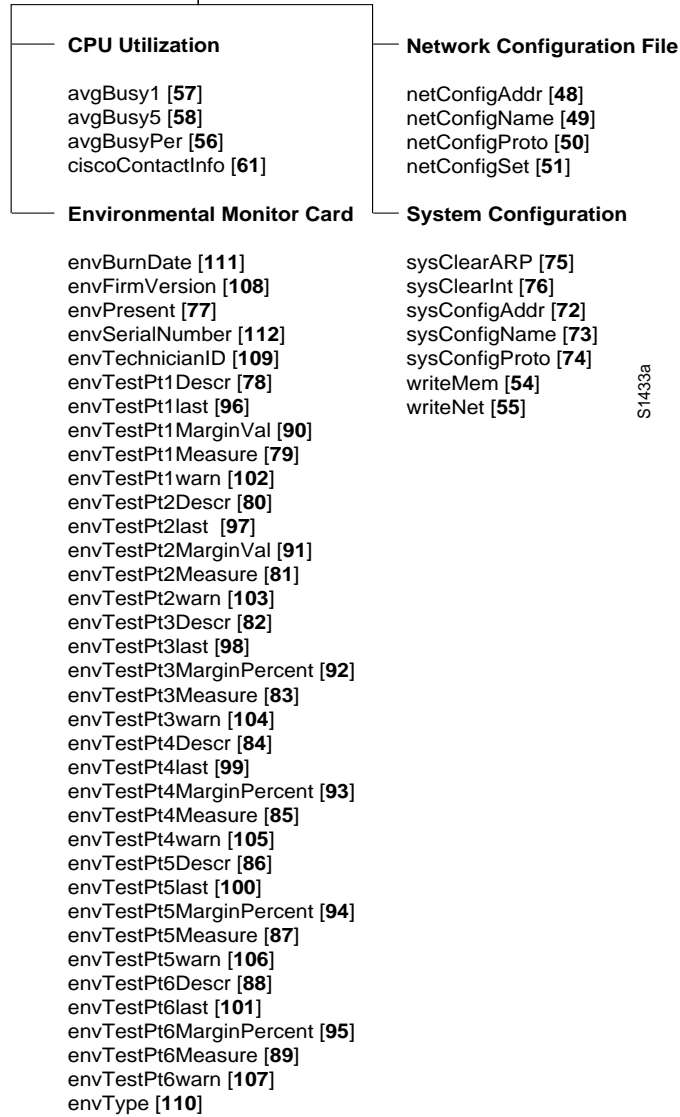 CPU Utilization
avgBusy1 [57]
avgBusy5 [58]
avgBusyPer [56]
ciscoContactInfo [61]
Environmental Monitor Card
envBurnDate [111]
envFirmVersion [108]
envPresent [77]
envSerialNumber [112]
envTechnicianID [109]
envTestPt1Descr [78]
envTestPt1last [96]
envTestPt1MarginVal [90]
envTestPt1Measure [79]
envTestPt1warn [102]
envTestPt2Descr [80]
envTestPt2last [97]
envTestPt2MarginVal [91]
envTestPt2Measure [81]
envTestPt2warn [103]
envTestPt3Descr [82]
envTestPt3last [98]
envTestPt3MarginPercent [92]
envTestPt3Measure [83]
envTestPt3warn [104]
envTestPt4Descr [84]
envTestPt4last [99]
envTestPt4MarginPercent [93]
envTestPt4Measure [85]
envTestPt4warn [105]
envTestPt5Descr [86]
envTestPt5last [100]
envTestPt5MarginPercent [94]
envTestPt5Measure [87]
envTestPt5warn [106]
envTestPt6Descr [88]
envTestPt6last [101]
envTestPt6MarginPercent [95]
envTestPt6Measure [89]
envTestPt6warn [107]
envType [110]
Network Configuration File
netConfigAddr [48]
netConfigName [49]
netConfigProto [50]
netConfigSet [51]
System Configuration
sysClearARP [75]
sysClearInt [76]
sysConfigAddr [72]
sysConfigName [73]
sysConfigProto [74]
writeMem [54]
writeNet [55]
S1433a